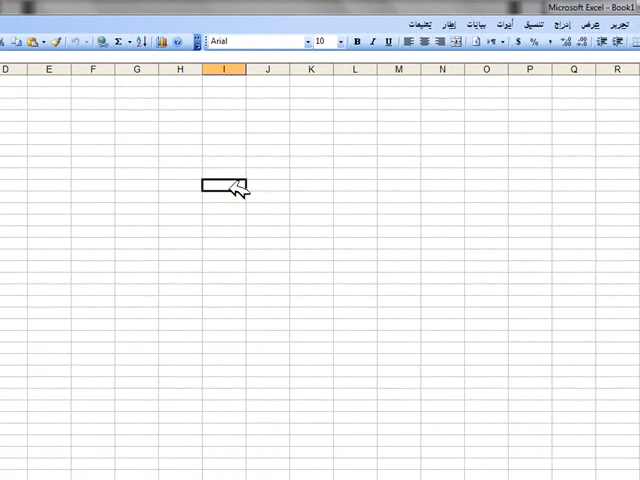 Microsoft Excel - Book1
تحرير عرض إدراج تنسيق أدوات بيانات إطار تعليمات
Arial 10
D E F G H I J K L M N O P Q R